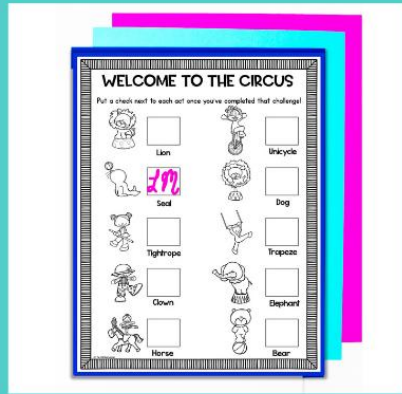 WELCOME TO THE CIRCUS
Put a check next to each act once you've completed that challenge!
Lion
Unicycle
LM
Seal
Dog
Tightrope
Trapeze
Clown
Elephant
Horse
Bear